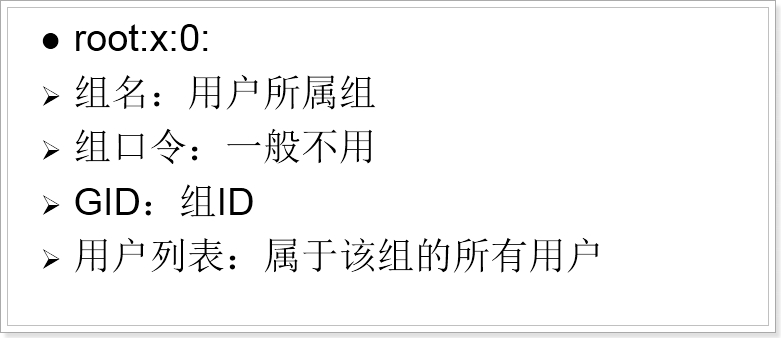 ● root:x:0:
➢ 组名：用户所属组
➢ 组口令：一般不用
➢ GID：组ID
➢ 用户列表：属于该组的所有用户